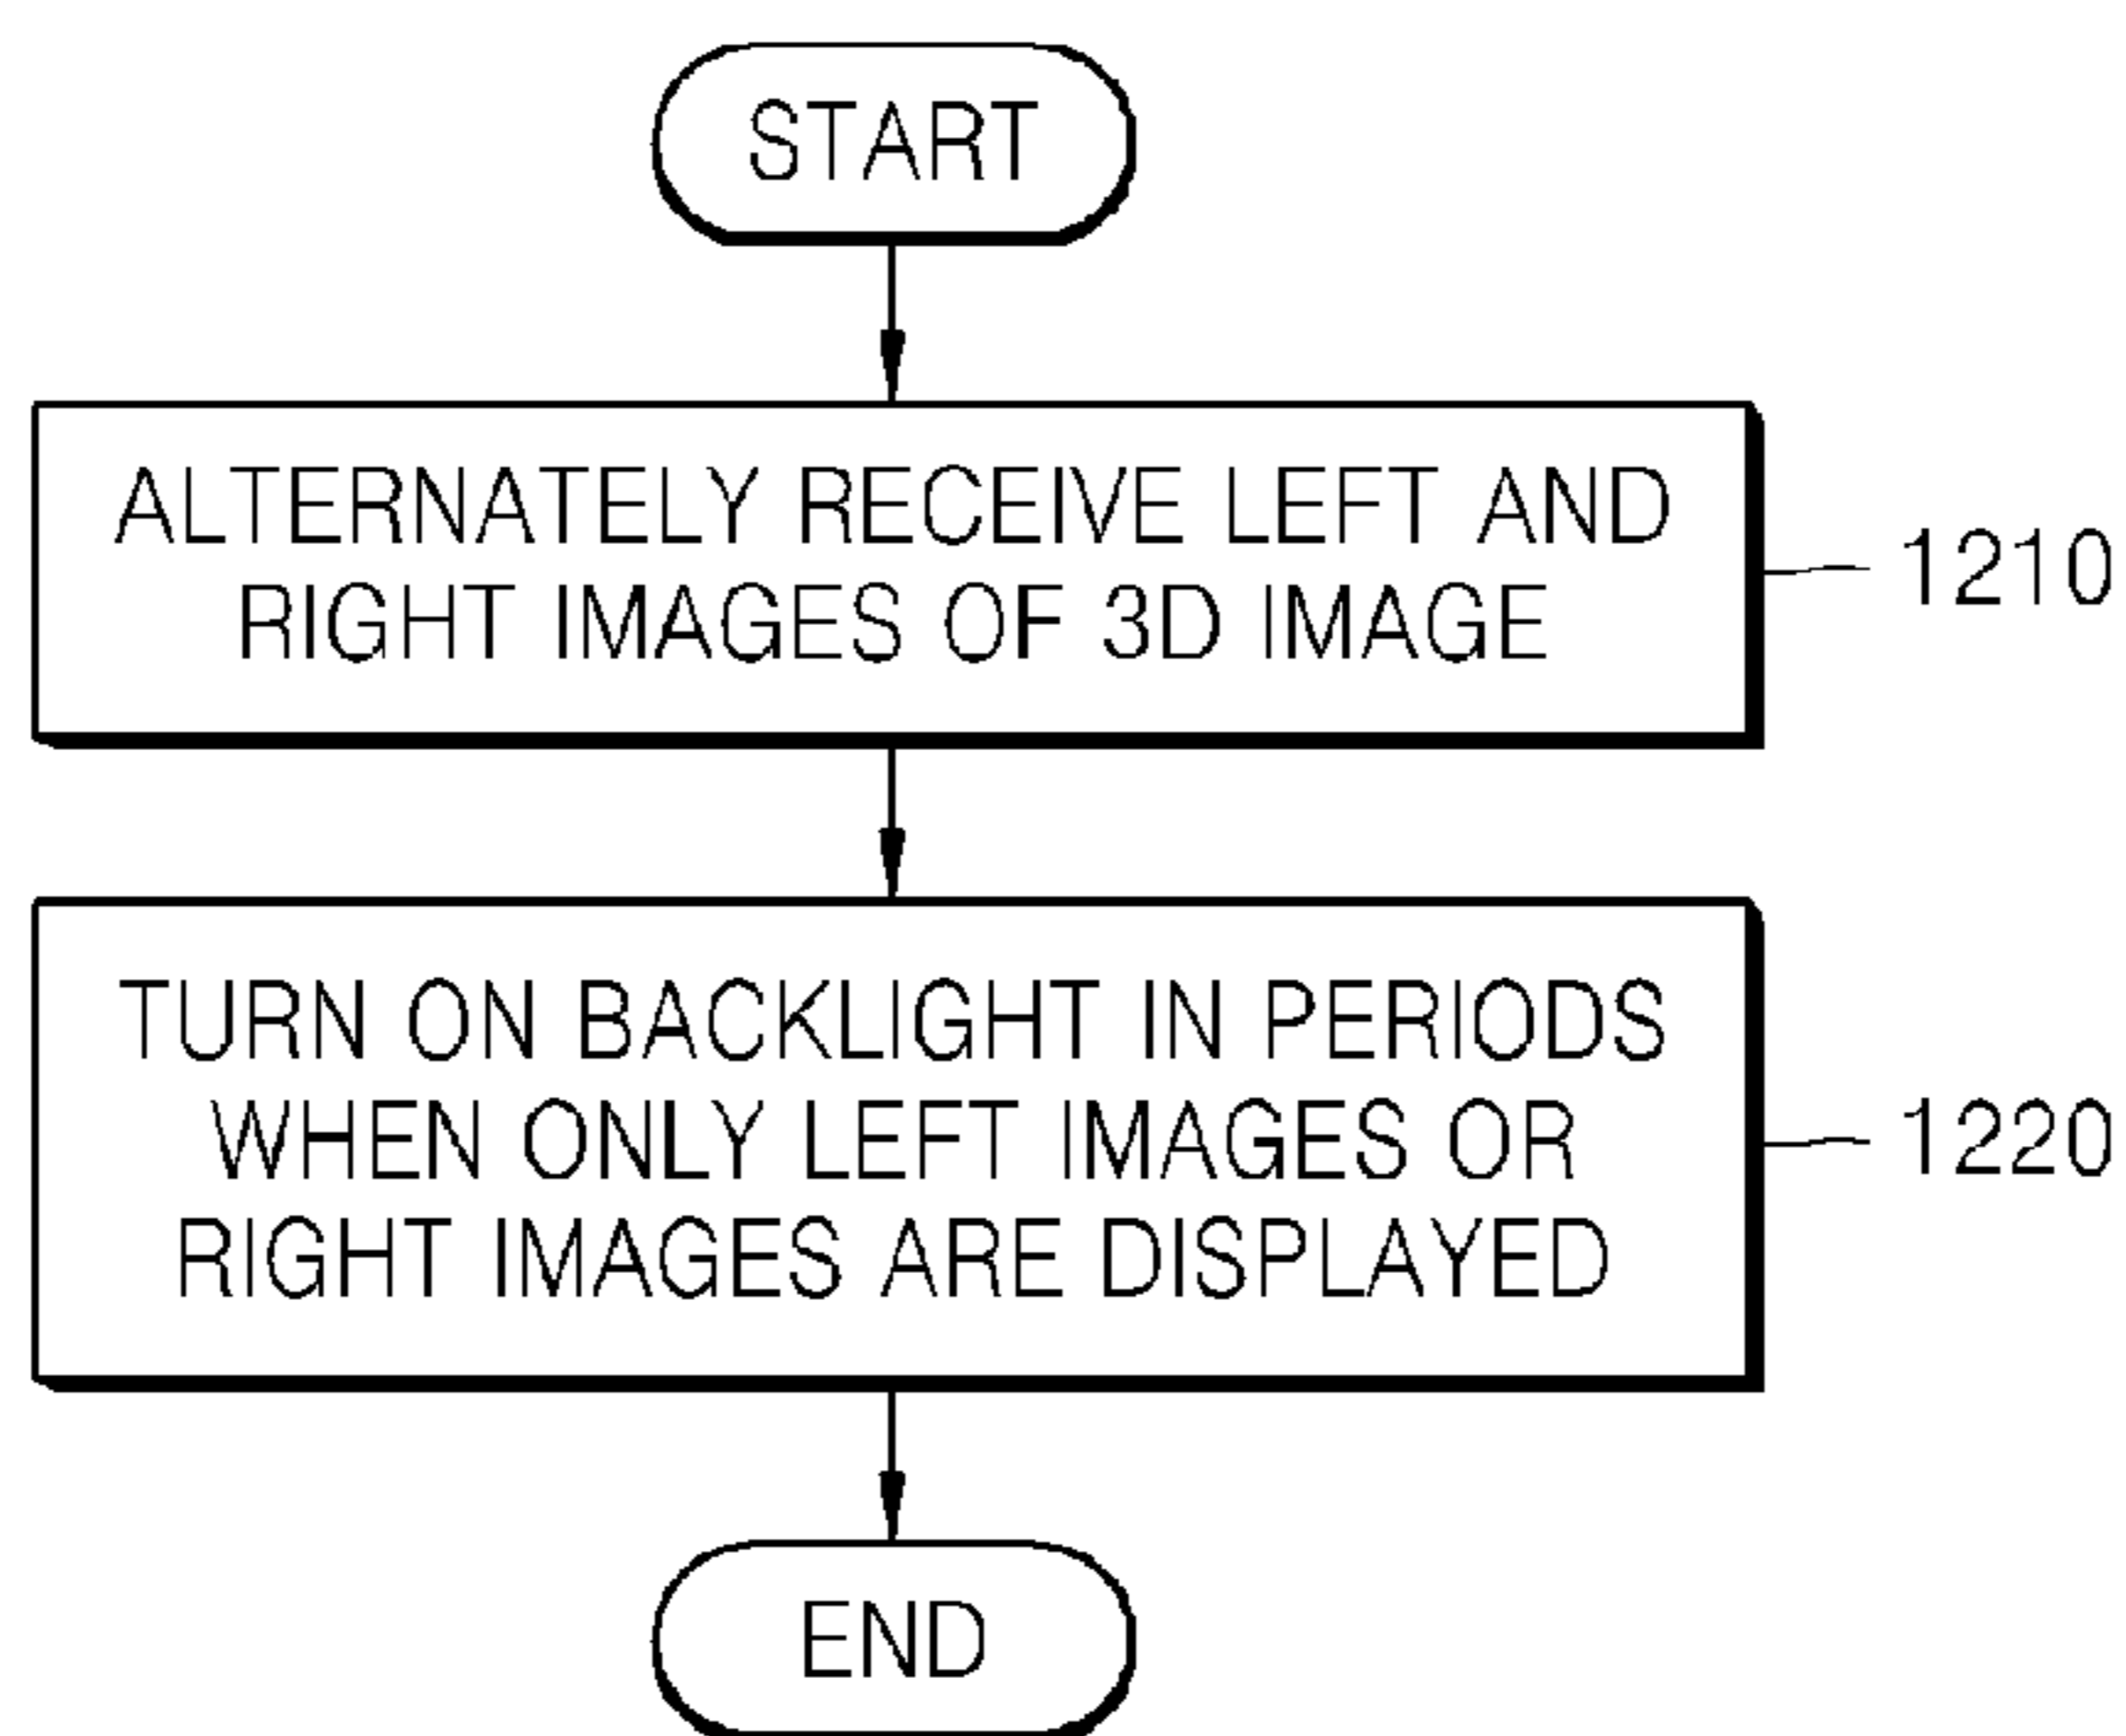 START
ALTERNATELY RECEIVE LEFT AND
RIGHT IMAGES OF 3D IMAGE
1210
TURN ON BACKLIGHT IN PERIODS
WHEN ONLY LEFT IMAGES OR
RIGHT IMAGES ARE DISPLAYED
1220
END